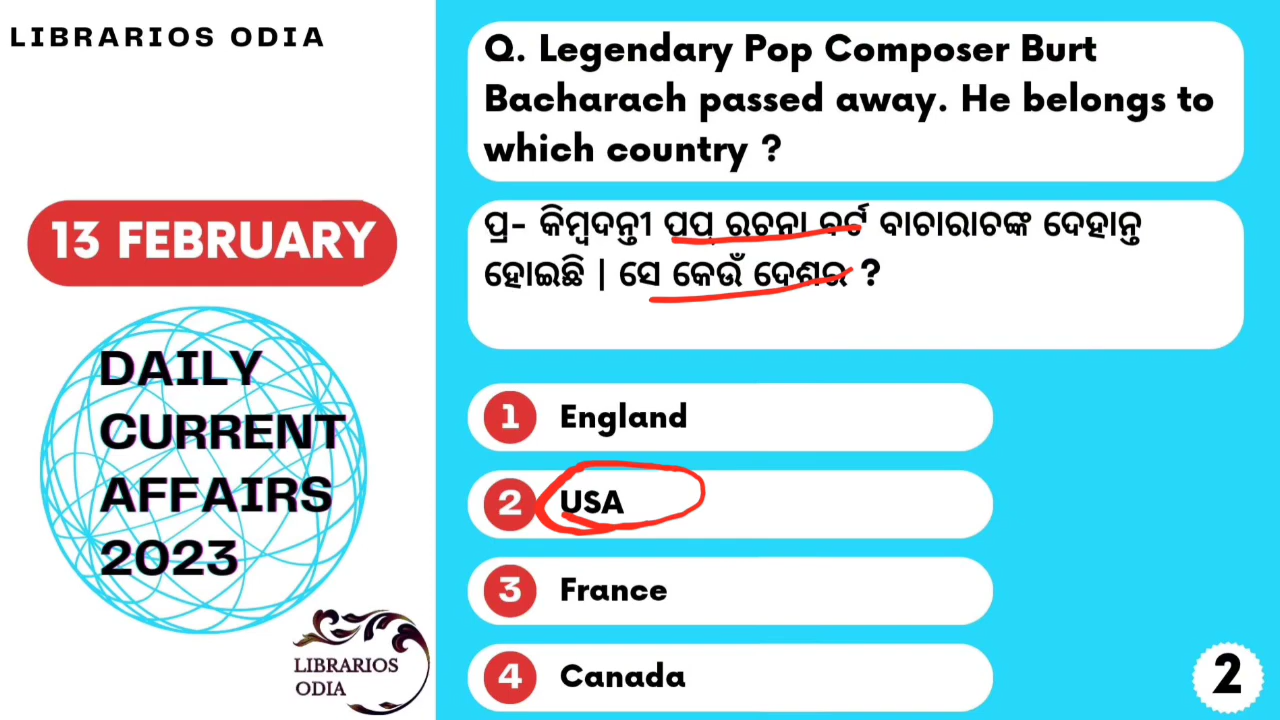 LIBRARIOS ODIA
13 FEBRUARY
DAILY
CURRENT
AFFAIRS
2023
LIBRARIOS
ODIA
Q. Legendary Pop Composer Burt
Bacharach passed away. He belongs to
which country ?
ପ୍ର- କିମ୍ବଦନ୍ତୀ ପପ୍ ରଚନା ବର୍ଟ ବାଚାରାଚଙ୍କ ଦେହାନ୍ତ
ହୋଇଛି | ସେ କେଉଁ ଦେଶର ?
1 England
2 USA
3 France
4 Canada
2